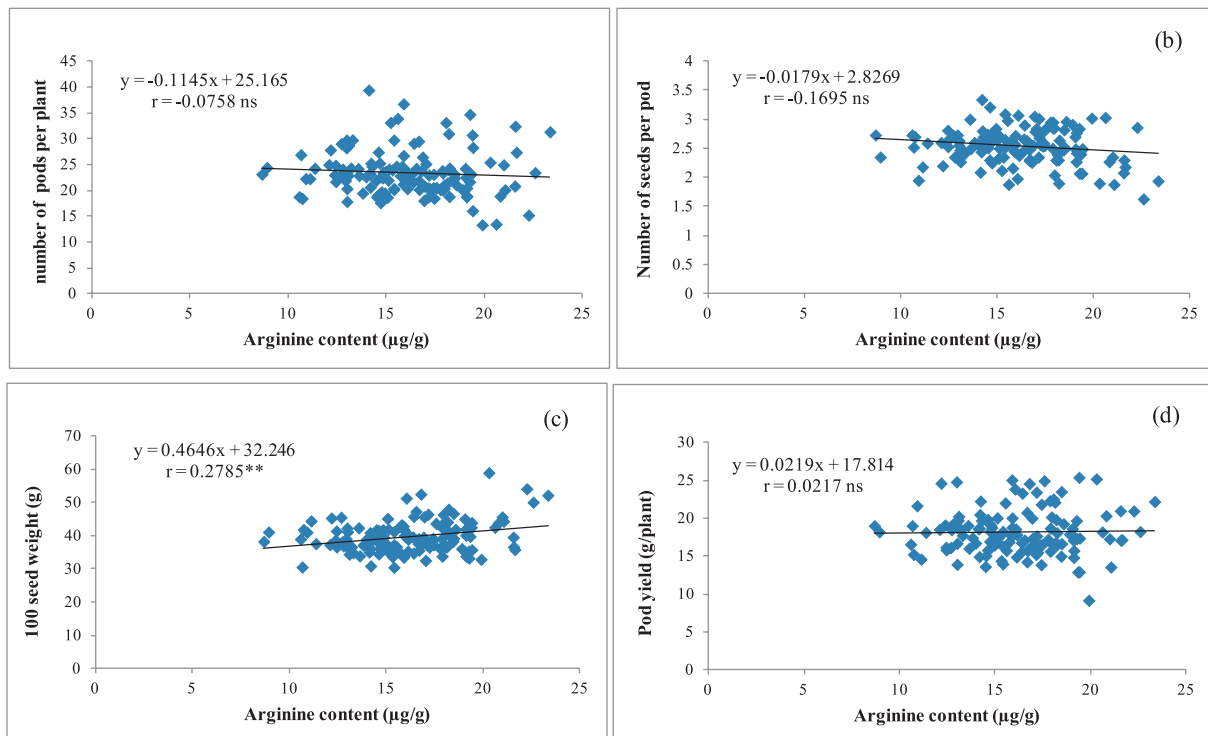 y = -0.1145x + 25.165
r = -0.0758 ns
number of pods per plant
45
40
35
30
25
20
15
10
5
0
0 5 10 15 20 25
Arginine content (µg/g)
(b)
y = -0.0179x + 2.8269
r = -0.1695 ns
Number of seeds per pod
4
3.5
3
2.5
2
1.5
1
0.5
0
0 5 10 15 20 25
Arginine content (µg/g)
(c)
y = 0.4646x + 32.246
r = 0.2785**
100 seed weight (g)
70
60
50
40
30
20
10
0
0 5 10 15 20 25
Arginine content (µg/g)
(d)
y = 0.0219x + 17.814
r = 0.0217 ns
Pod yield (g/plant)
30
25
20
15
10
5
0
0 5 10 15 20 25
Arginine content (µg/g)